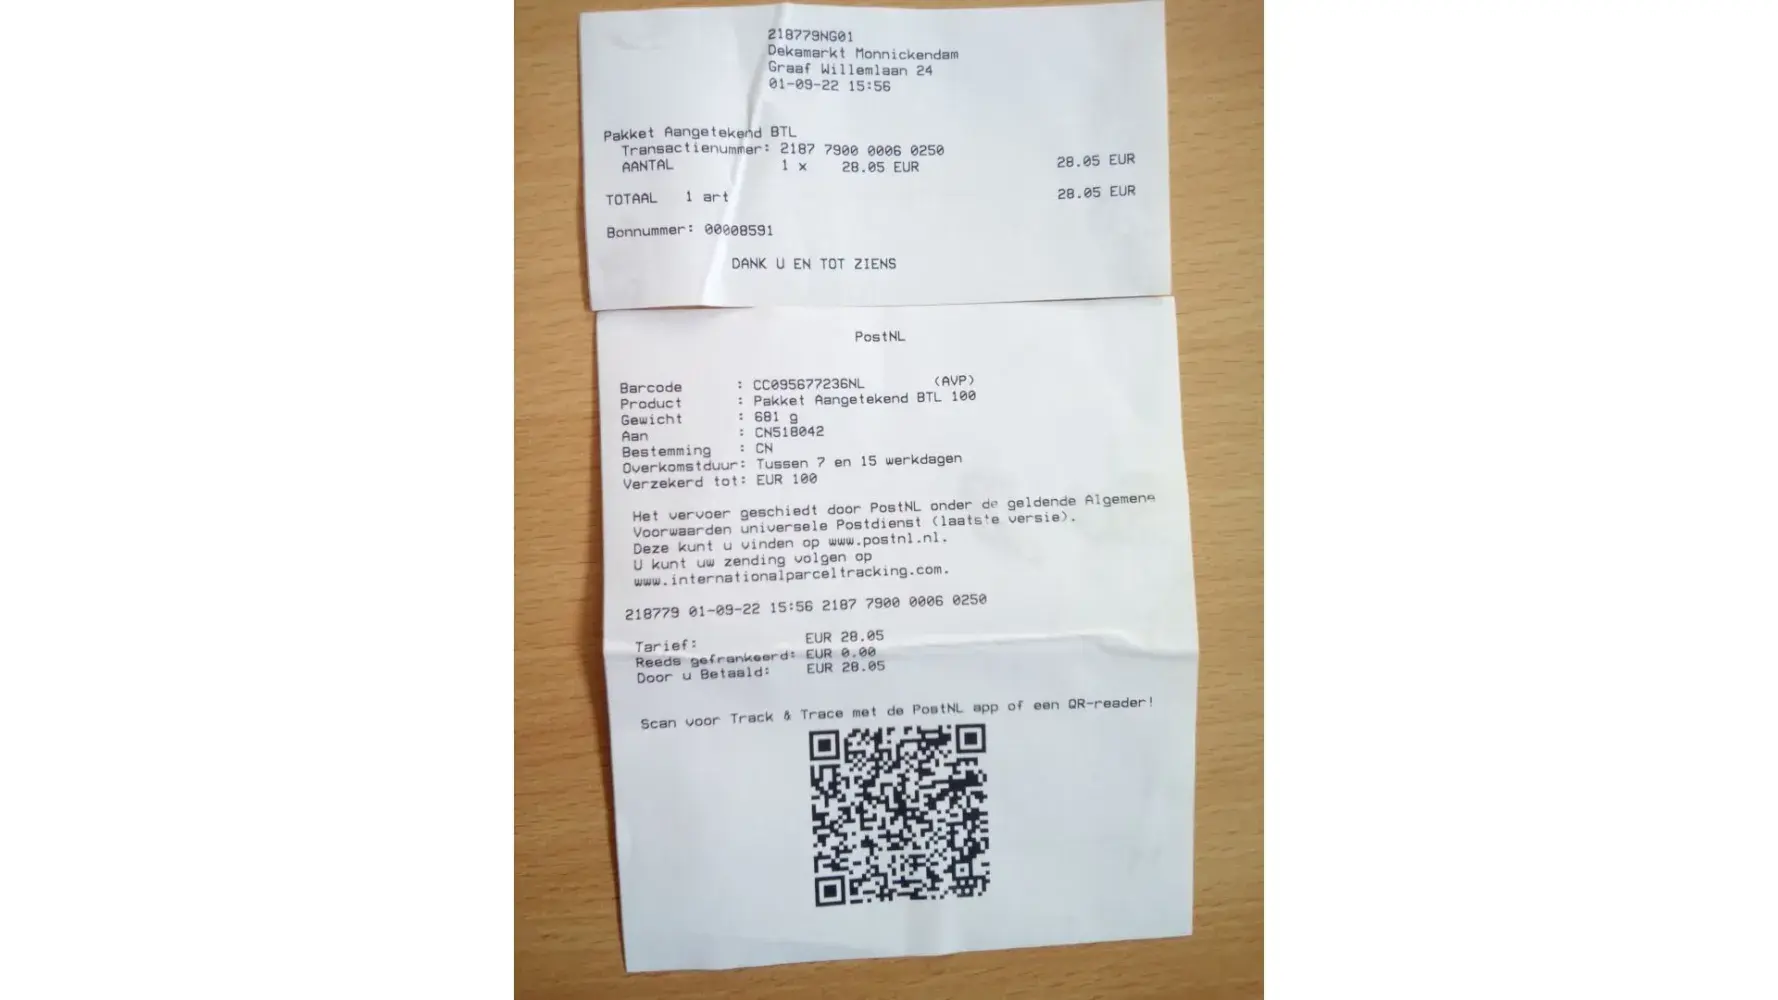 218779NG01
Dekamarkt Monnickendam
Graaf Willemlaan 24
01-09-22 15:56
Pakket Aangetekend BTL
Transactienummer: 2187 7900 0006 0250
AANTAL 1 x 28.05 EUR 28.05 EUR
TOTAAL 1 art 28.05 EUR
Bonnummer: 00008591
DANK U EN TOT ZIENS
PostNL
Barcode : CC095677236NL (AVP)
Product : Pakket Aangetekend BTL 100
Gewicht : 681 g
Aan : CN518042
Bestemming : CN
Overkomstduur: Tussen 7 en 15 werkdagen
Verzekerd tot: EUR 100
Het vervoer geschiedt door PostNL onder de geldende Algemene
Voorwaarden universele Postdienst (laatste versie).
Deze kunt u vinden op www.postnl.nl.
U kunt uw zending volgen op
www.internationalparceltracking.com.
218779 01-09-22 15:56 2187 7900 0006 0250
Tarief: EUR 28.05
Reeds gefrankeerd: EUR 0.00
Door u Betaald: EUR 28.05
Scan voor Track & Trace met de PostNL app of een QR-reader!